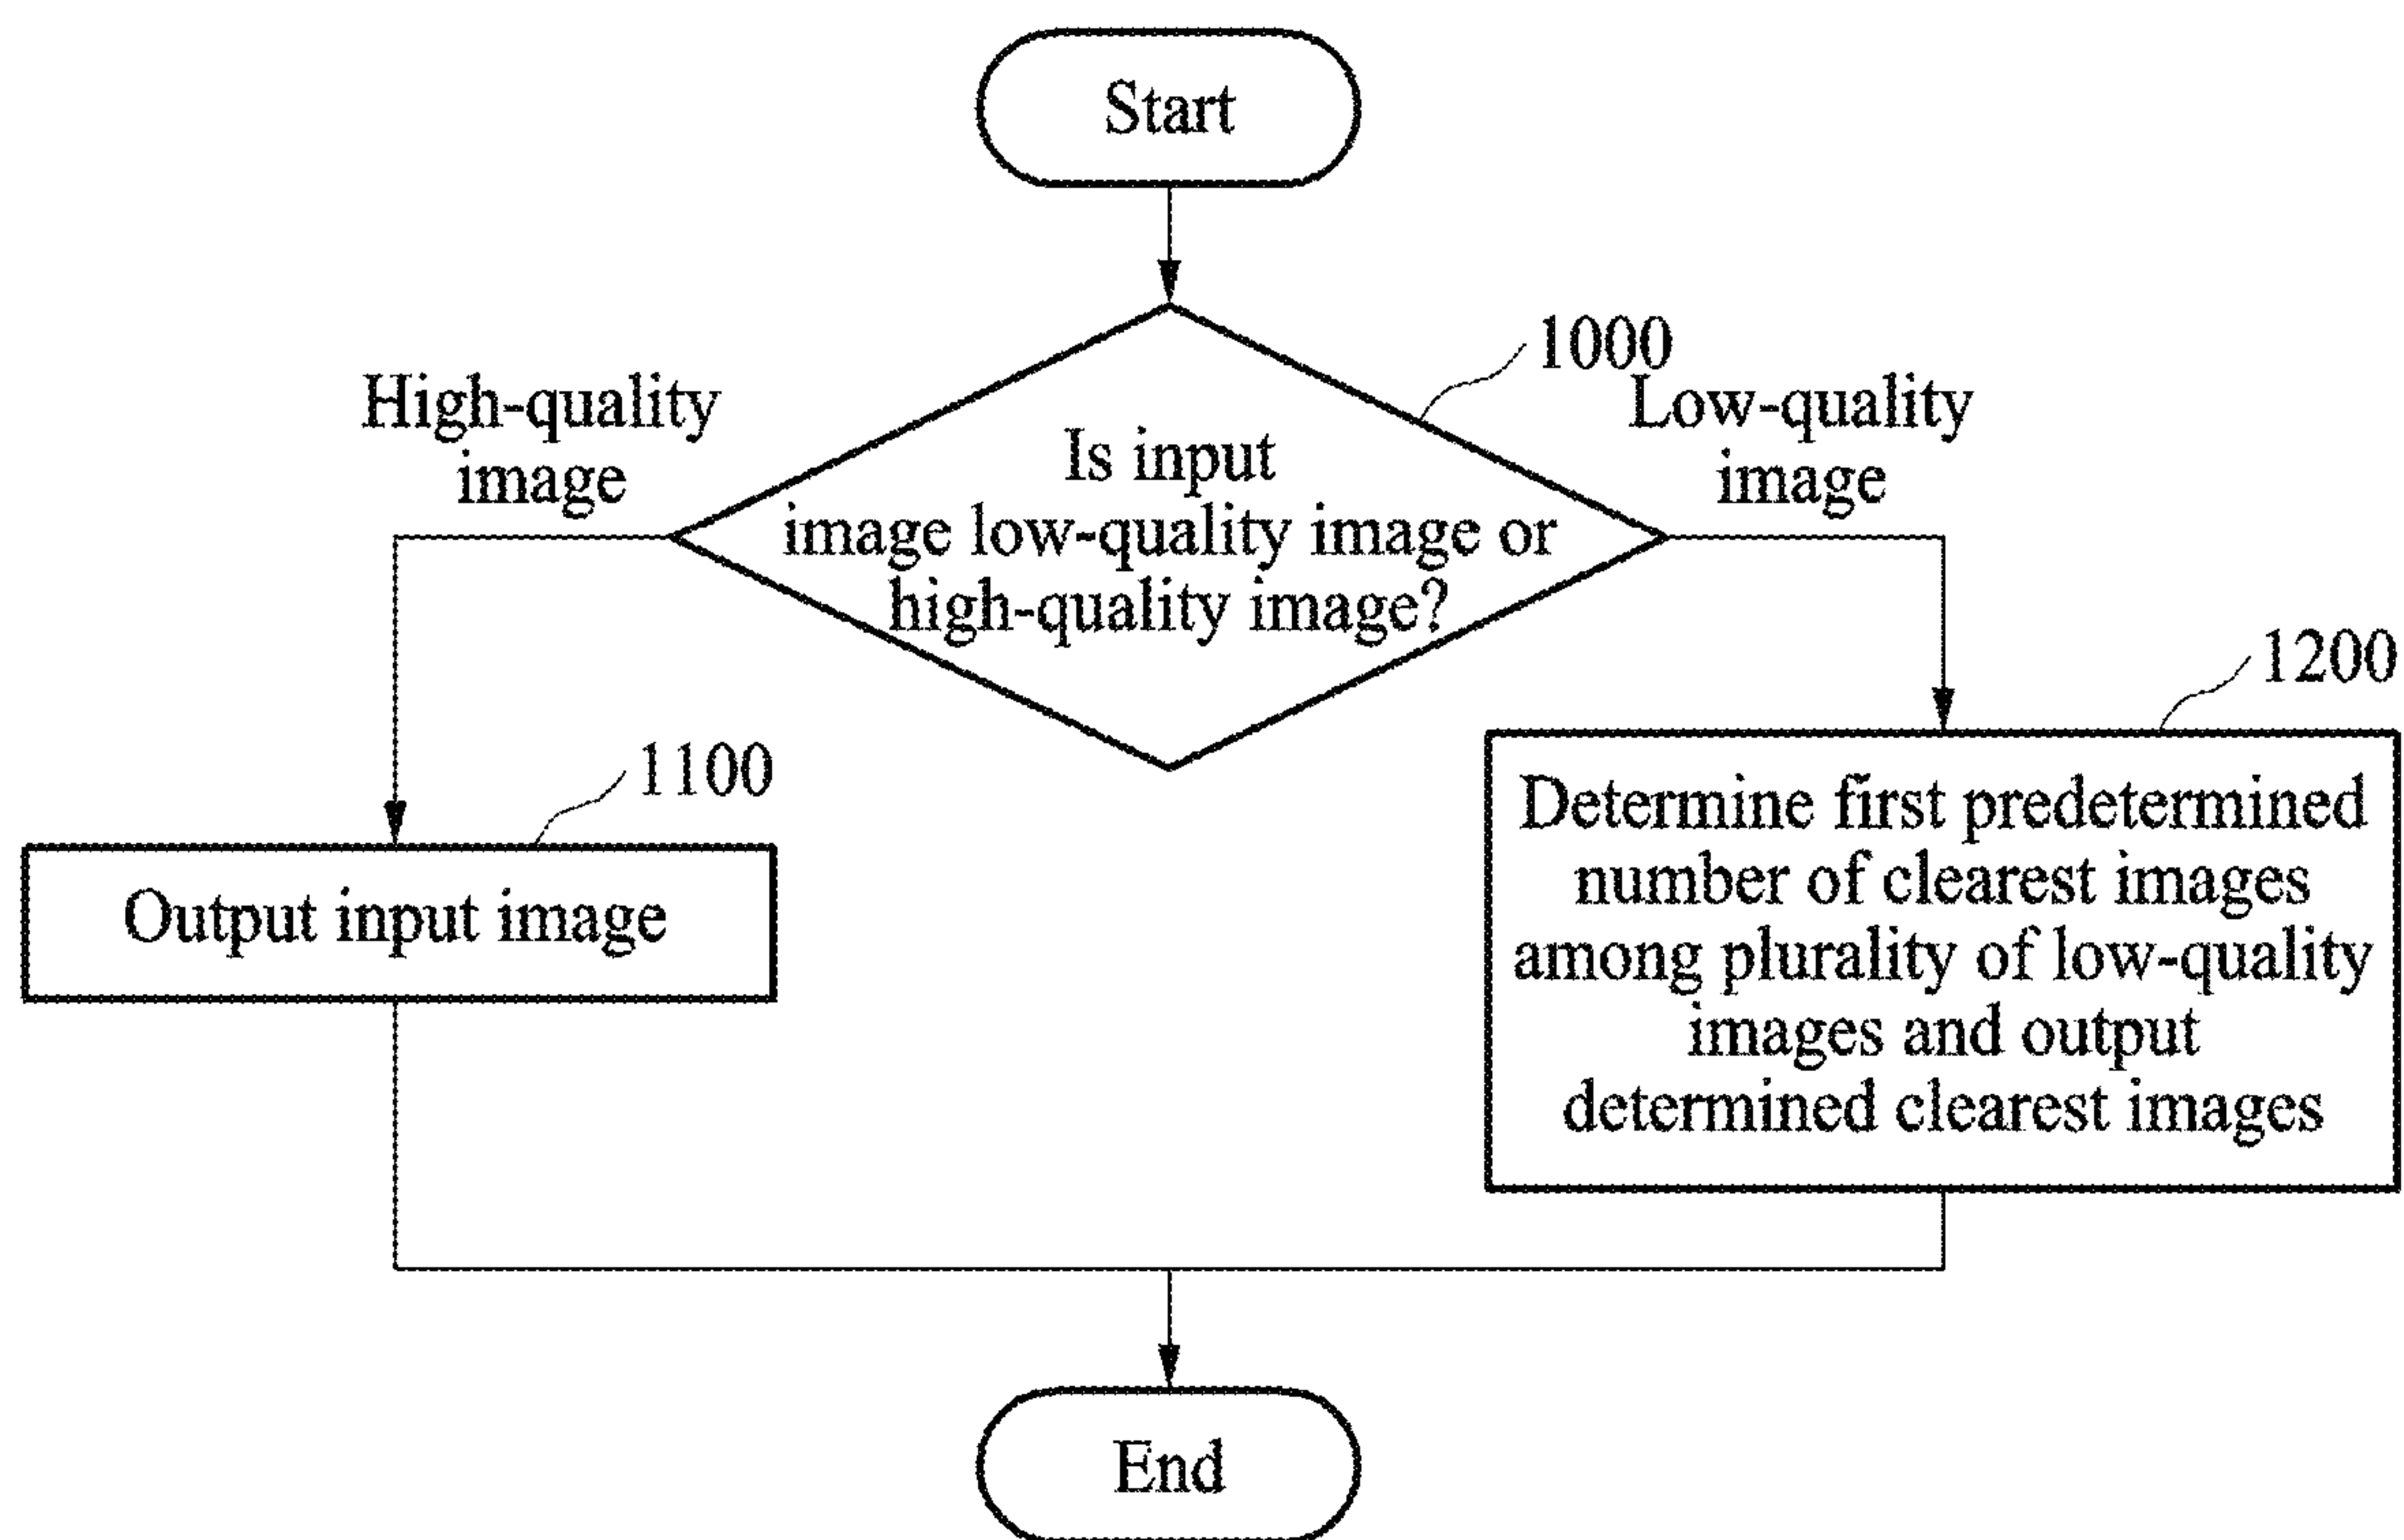 Start
1000
High-quality
image
Low-quality
image
Is input
image low-quality image or
high-quality image?
1100
Output input image
1200
Determine first predetermined
number of clearest images
among plurality of low-quality
images and output
determined clearest images
End